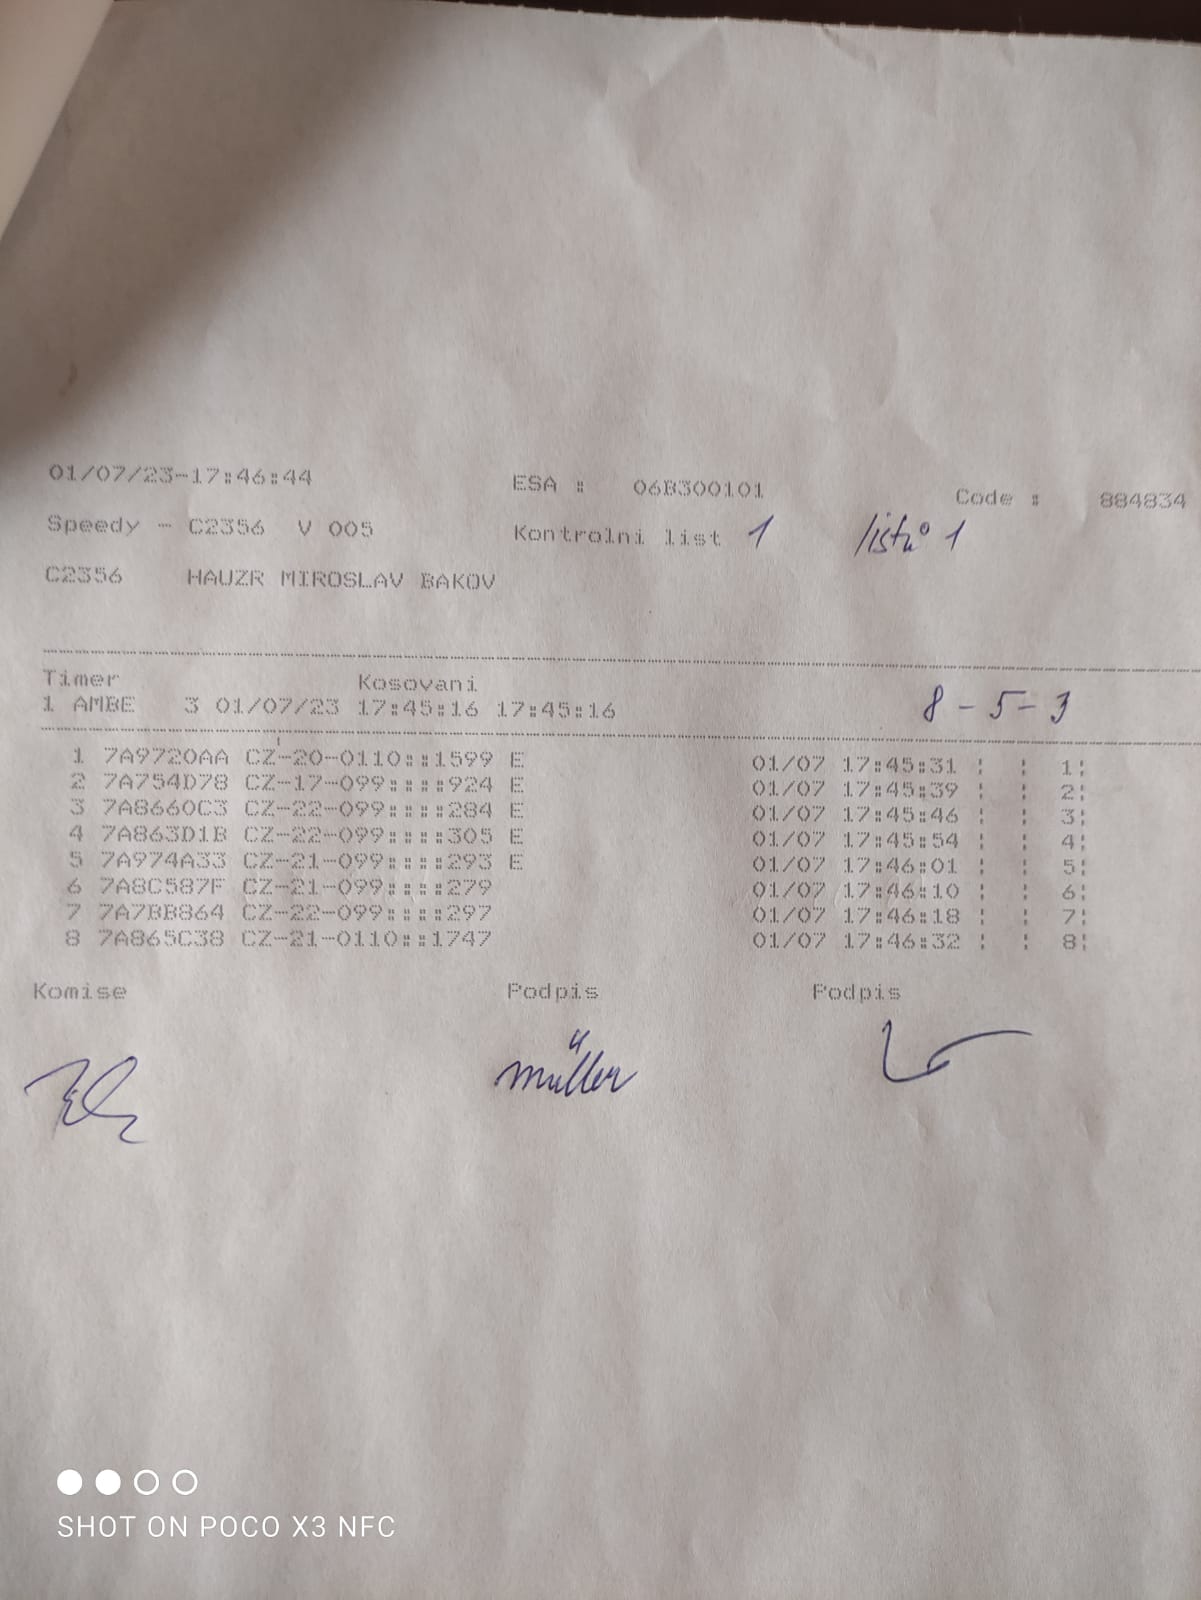 01/07/23-17:46:44 ESA : 06B300101 Code : 884834
Speedy - C2356 V 005 Kontrolni list 1 listů 1
C2356 HAUZR MIROSLAV BAKOV
Timer Kosovani
1 AMBE 3 01/07/23 17:45:16 17:45:16 8-5-3
1 7A9720AA CZ-20-0110::1599 E 01/07 17:45:31 ¦ ¦ 1¦
2 7A754D78 CZ-17-099::::924 E 01/07 17:45:39 ¦ ¦ 2¦
3 7A8660C3 CZ-22-099::::284 E 01/07 17:45:46 ¦ ¦ 3¦
4 7A863D1B CZ-22-099::::305 E 01/07 17:45:54 ¦ ¦ 4¦
5 7A974A33 CZ-21-099::::293 E 01/07 17:46:01 ¦ ¦ 5¦
6 7A8C587F CZ-21-099::::279 01/07 17:46:10 ¦ ¦ 6¦
7 7A7BB864 CZ-22-099::::297 01/07 17:46:18 ¦ ¦ 7¦
8 7A865C38 CZ-21-0110::1747 01/07 17:46:32 ¦ ¦ 8¦
Komise Podpis Podpis
müller
SHOT ON POCO X3 NFC